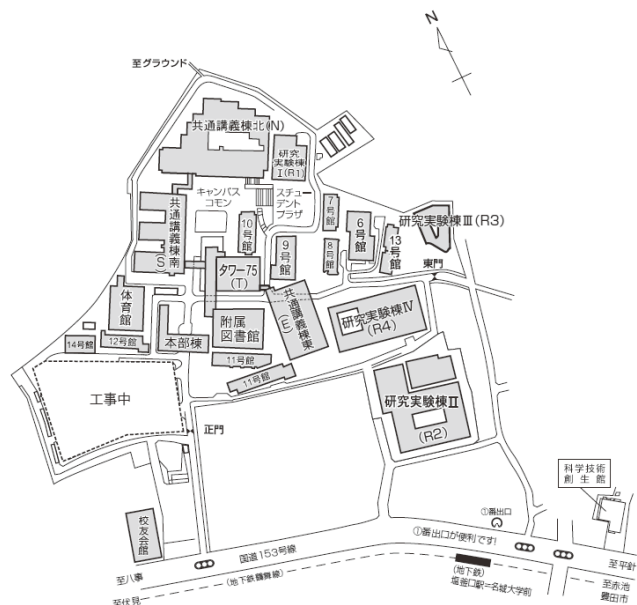 N
至グラウンド
共通講義棟北(N)
研究
実験棟
I(R1)
キャンパス
コモン
スチュー
デント
プラザ
共通講義棟南
(S)
10号館
7号館
6号館
研究実験棟Ⅲ(R3)
13号館
8号館
9号館
東門
タワー75
(T)
体育館
共通講義棟東
(E)
研究実験棟Ⅳ
(R4)
附属
図書館
本部棟
14号館
12号館
11号館
11号館
工事中
研究実験棟Ⅱ
(R2)
正門
科学技術
創生館
①番出口
校友会館
①番出口が便利です!
国道153号線
至八事
至平針
(地下鉄)
塩釜口駅=名城大学前
(地下鉄鶴舞線)
至赤池
豊田市
至伏見